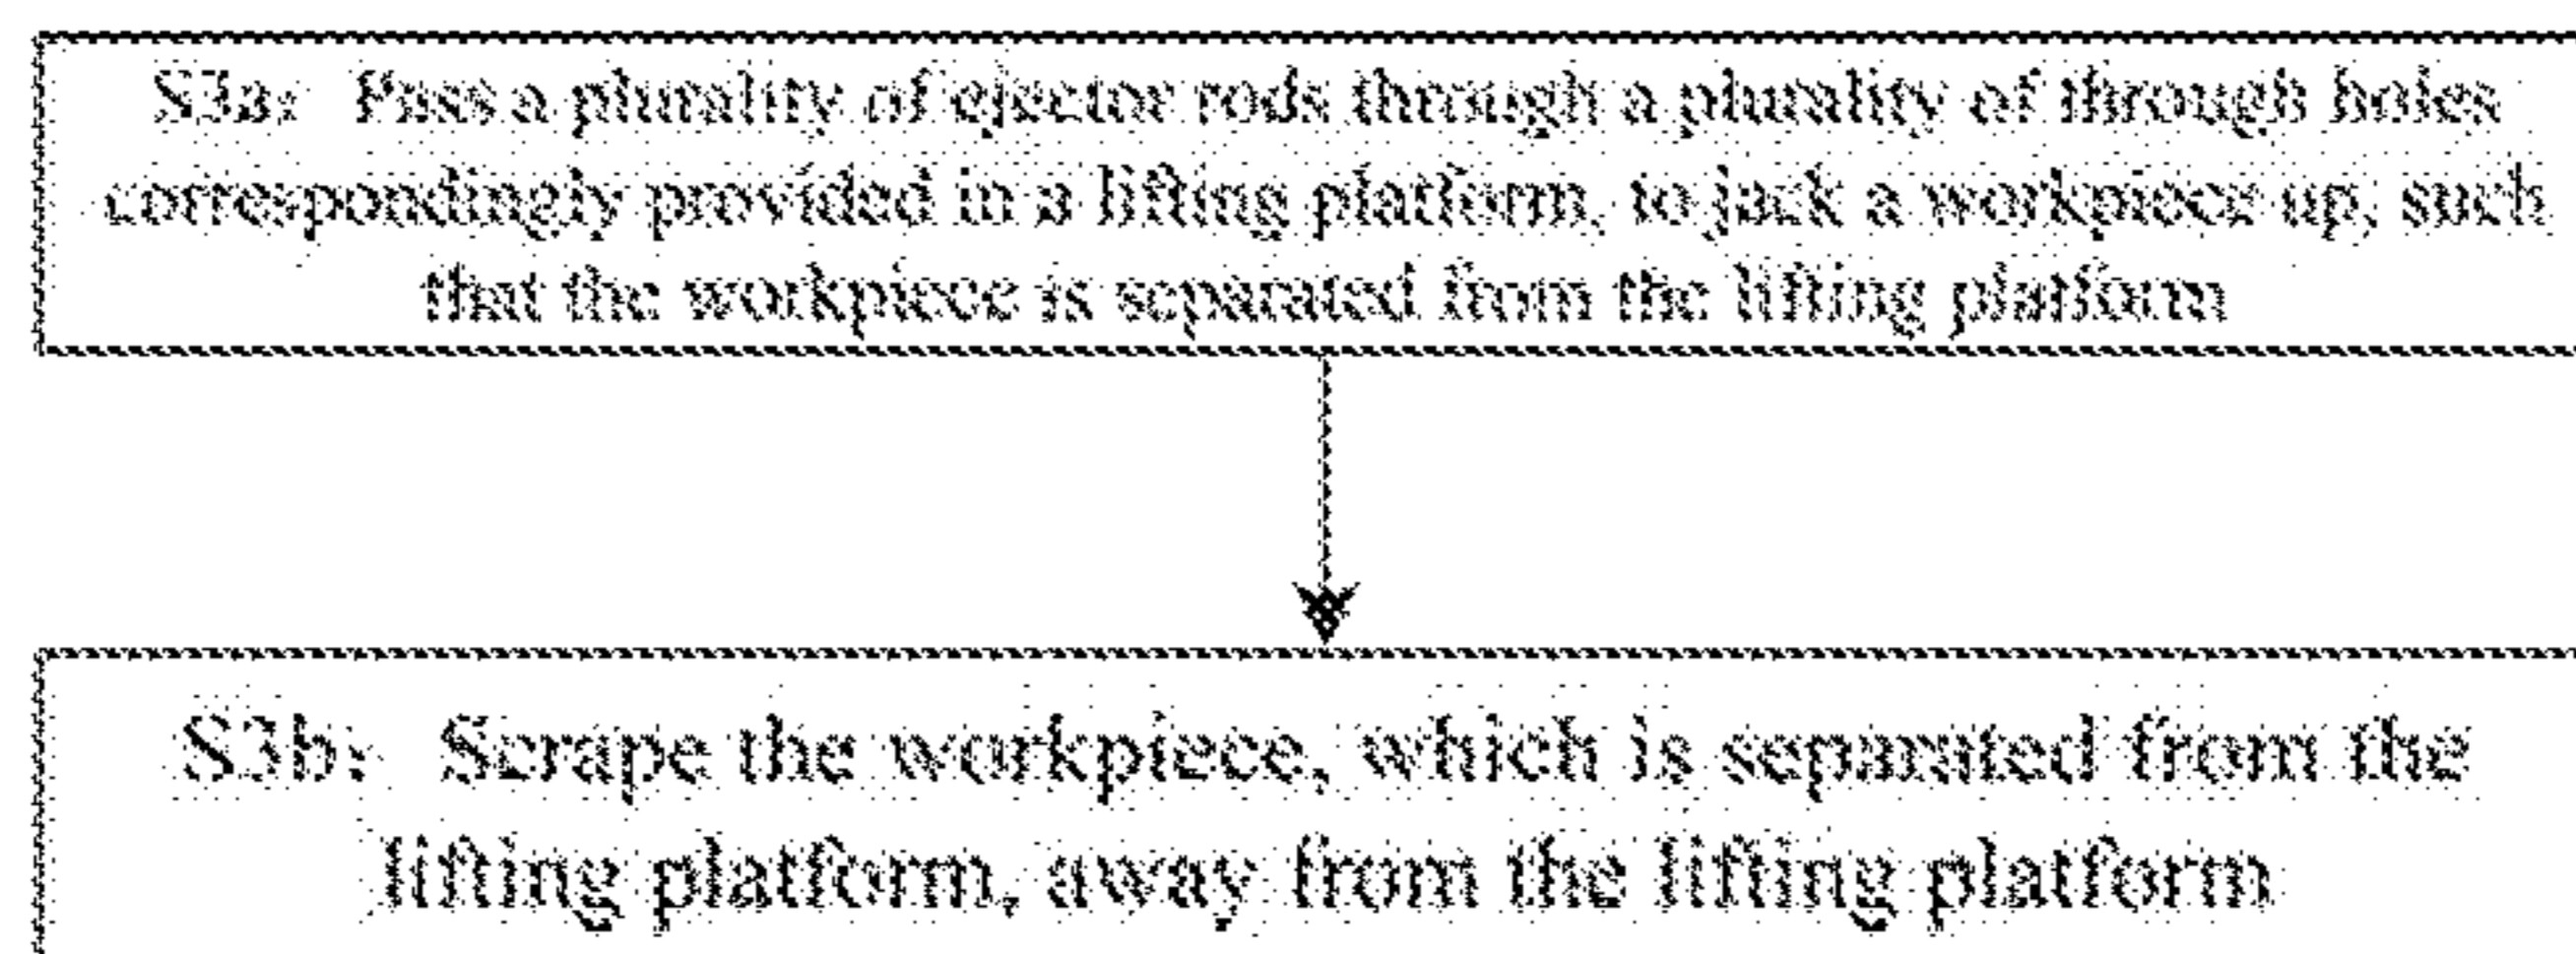 S3a: Pass a plurality of ejector rods through a plurality of through holes
correspondingly provided in a lifting platform, to jack a workpiece up, such
that the workpiece is separated from the lifting platform
S3b: Scrape the workpiece, which is separated from the
lifting platform, away from the lifting platform